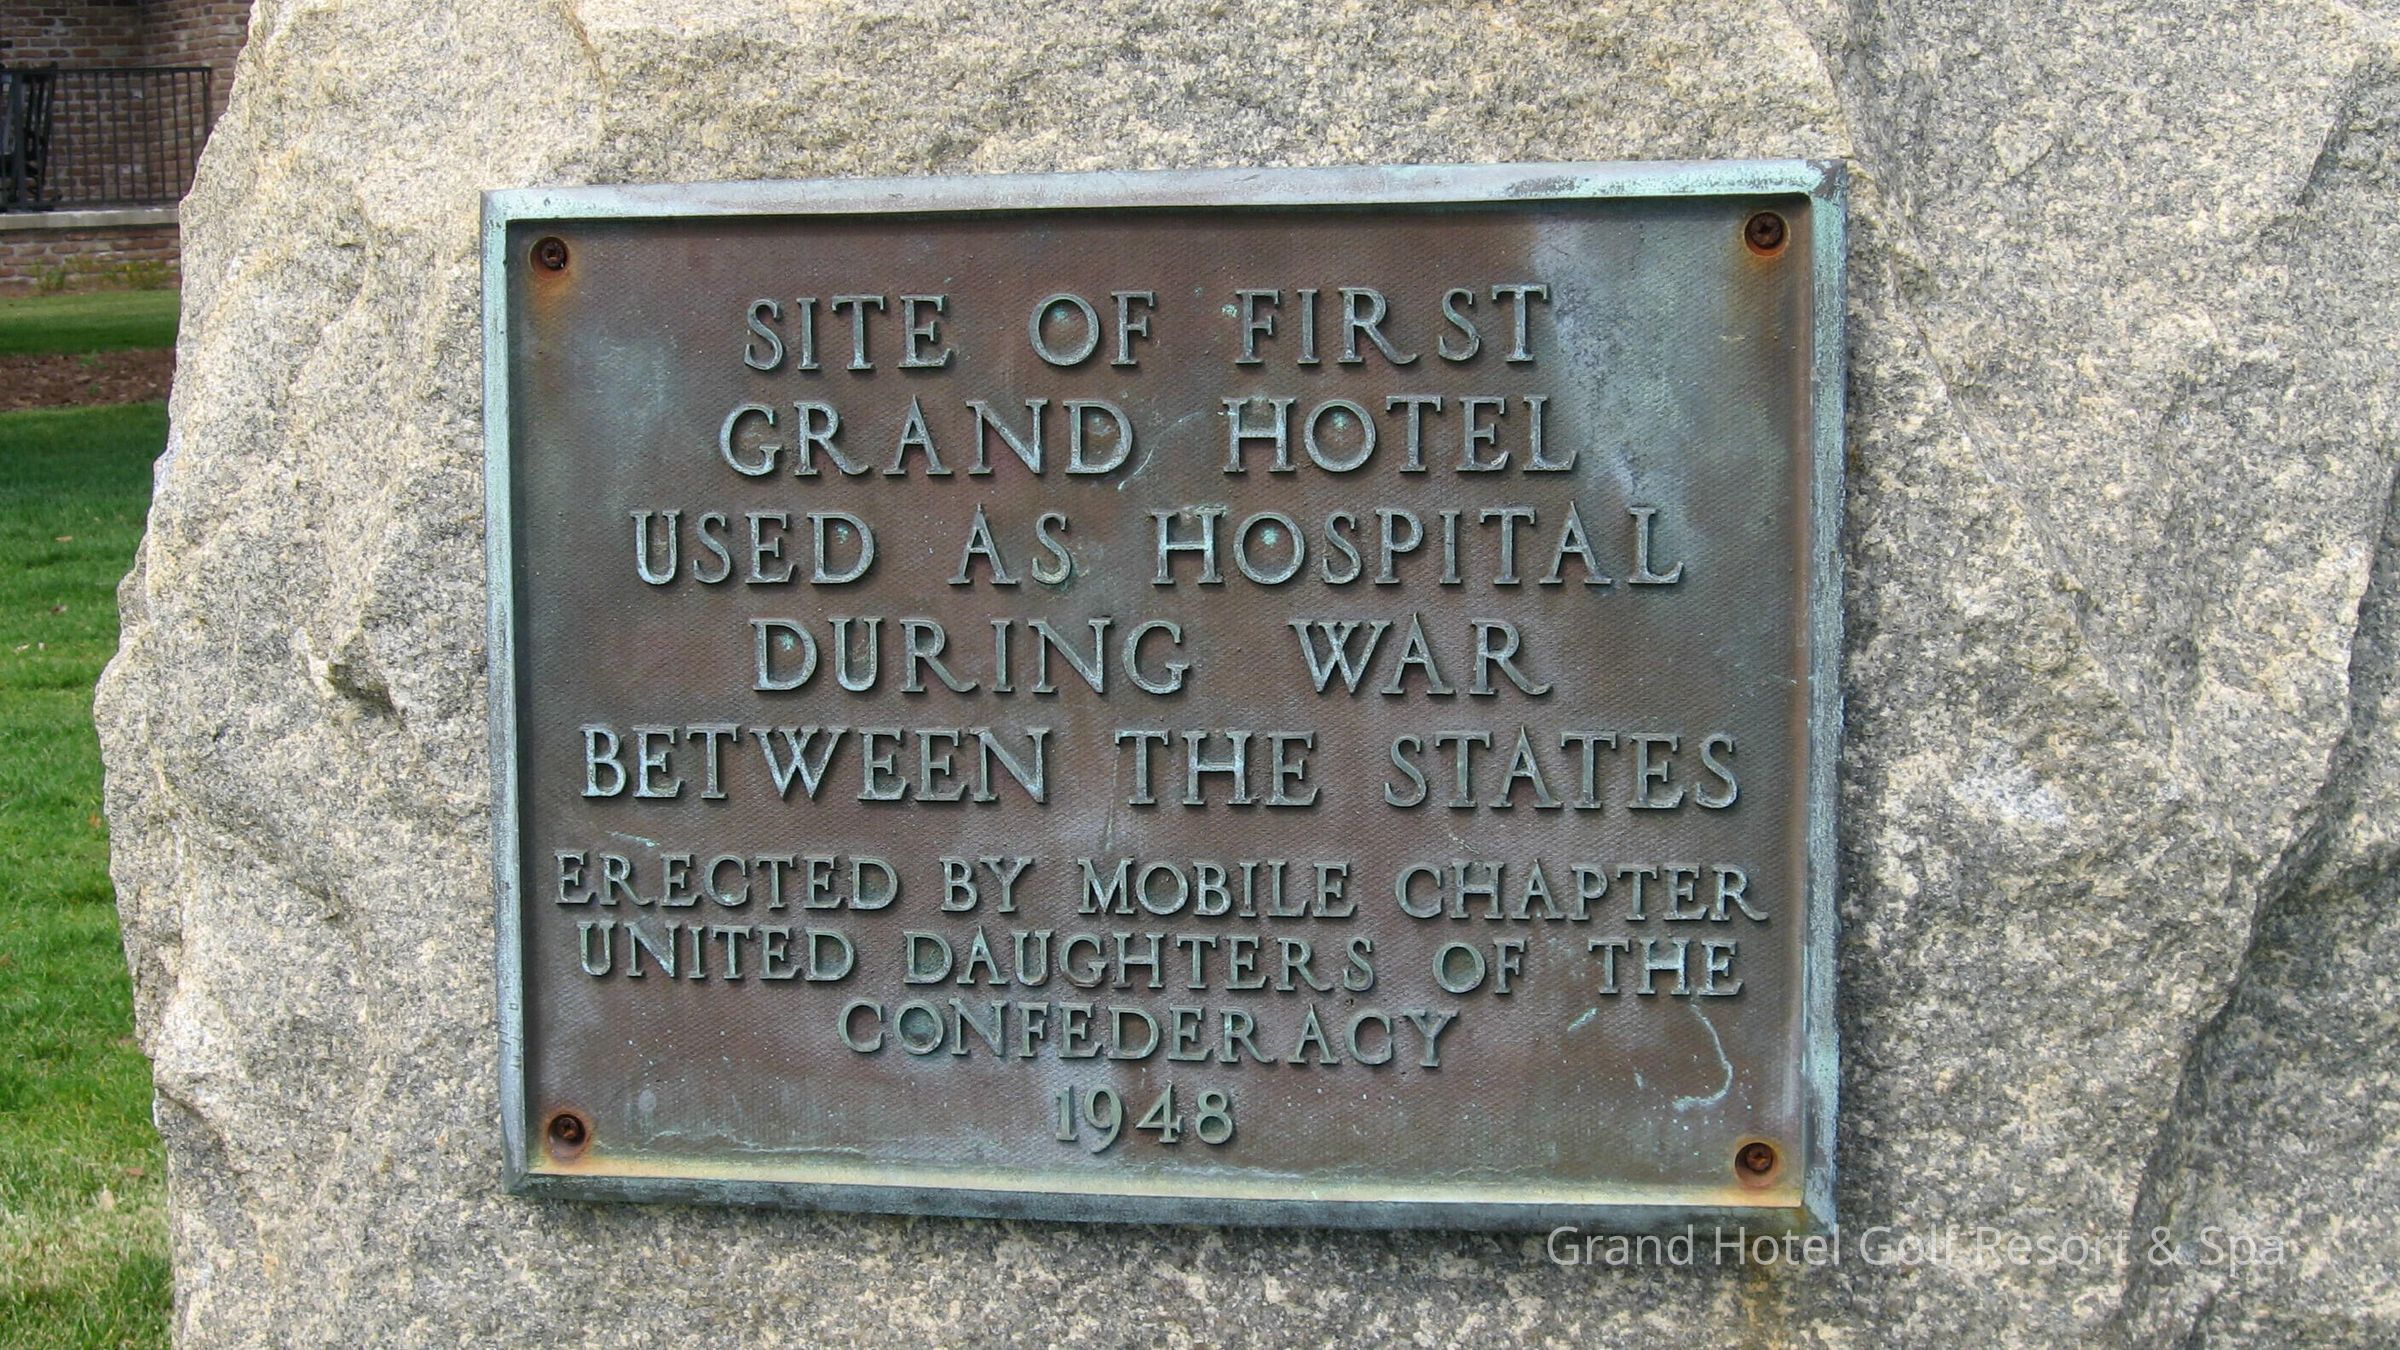 SITE OF FIRST
GRAND HOTEL
USED AS HOSPITAL
DURING WAR
BETWEEN THE STATES
ERECTED BY MOBILE CHAPTER
UNITED DAUGHTERS OF THE
CONFEDERACY
1948
Grand Hotel Golf Resort & Spa